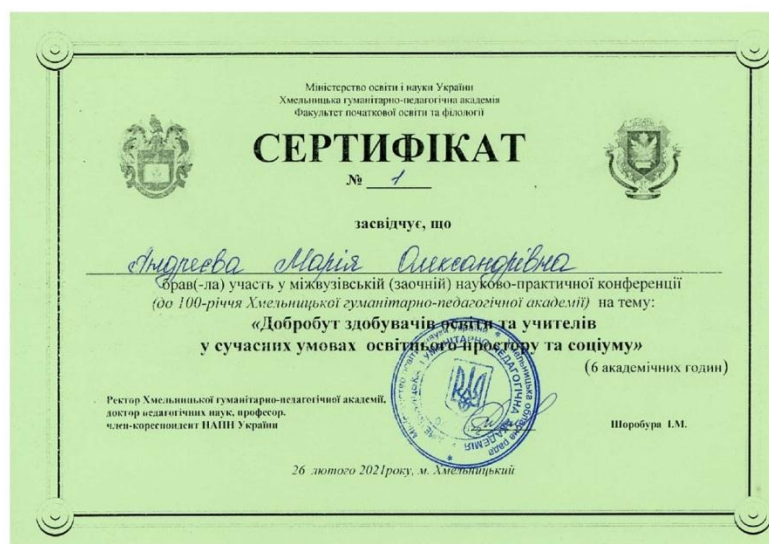 Міністерство освіти і науки України
Хмельницька гуманітарно-педагогічна академія
Факультет початкової освіти та філології
СЕРТИФІКАТ
№ 1
засвідчує, що
Андреєва Марія Олександрівна
брав(-ла) участь у міжвузівській (заочній) науково-практичної конференції
(до 100-річчя Хмельницької гуманітарно-педагогічної академії) на тему:
«Добробут здобувачів освіти та учителів
у сучасних умовах освітнього простору та соціуму»
(6 академічних годин)
Ректор Хмельницької гуманітарно-педагогічної академії,
доктор педагогічних наук, професор.
член-кореспондент НАПН України
Шоробура І.М.
26 лютого 2021року, м. Хмельницький